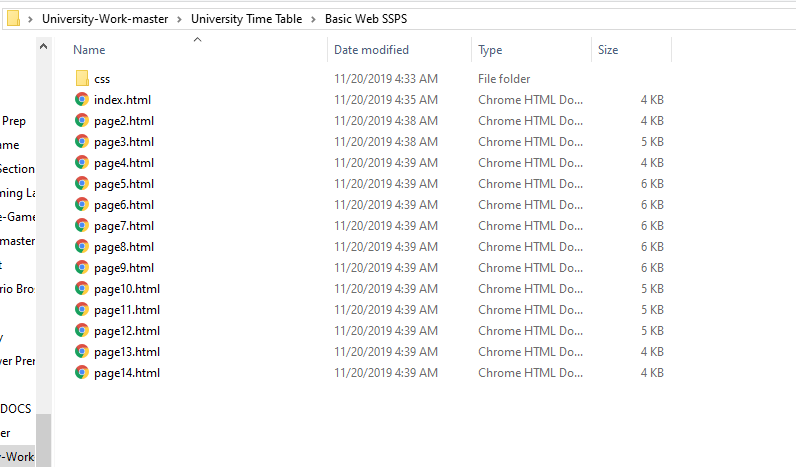 University-Work-master > University Time Table > Basic Web SSPS
Name Date modified Type Size
css 11/20/2019 4:33 AM File folder
index.html 11/20/2019 4:35 AM Chrome HTML Do... 4 KB
page2.html 11/20/2019 4:38 AM Chrome HTML Do... 4 KB
page3.html 11/20/2019 4:38 AM Chrome HTML Do... 5 KB
page4.html 11/20/2019 4:39 AM Chrome HTML Do... 4 KB
page5.html 11/20/2019 4:39 AM Chrome HTML Do... 6 KB
page6.html 11/20/2019 4:39 AM Chrome HTML Do... 6 KB
page7.html 11/20/2019 4:39 AM Chrome HTML Do... 6 KB
page8.html 11/20/2019 4:39 AM Chrome HTML Do... 6 KB
page9.html 11/20/2019 4:39 AM Chrome HTML Do... 6 KB
page10.html 11/20/2019 4:39 AM Chrome HTML Do... 5 KB
page11.html 11/20/2019 4:39 AM Chrome HTML Do... 5 KB
page12.html 11/20/2019 4:39 AM Chrome HTML Do... 5 KB
page13.html 11/20/2019 4:39 AM Chrome HTML Do... 4 KB
page14.html 11/20/2019 4:39 AM Chrome HTML Do... 4 KB
Prep
ame
Section
ming La
e-Game
master
t
rio Bros
y
ver Prem
DOCS
er
y-Work